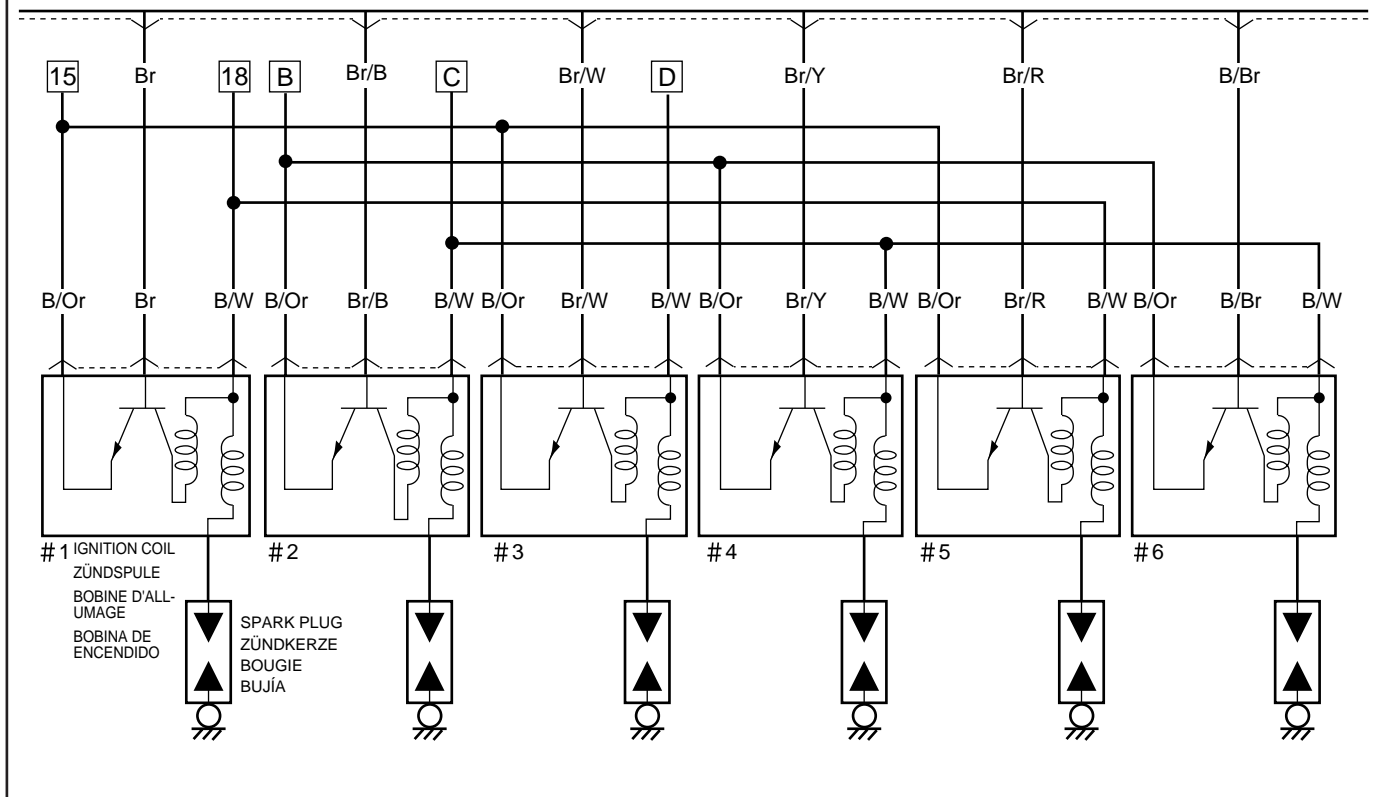 15 Br 18 B Br/B C Br/W D Br/Y Br/R B/Br
B/Or Br B/W B/Or Br/B B/W B/Or Br/W B/W B/Or Br/Y B/W B/Or Br/R B/W B/Or B/Br B/W
#1 IGNITION COIL
ZÜNDSPULE
BOBINE D'ALL-
UMAGE
BOBINA DE
ENCENDIDO
#2 #3 #4 #5 #6
SPARK PLUG
ZÜNDKERZE
BOUGIE
BUJÍA